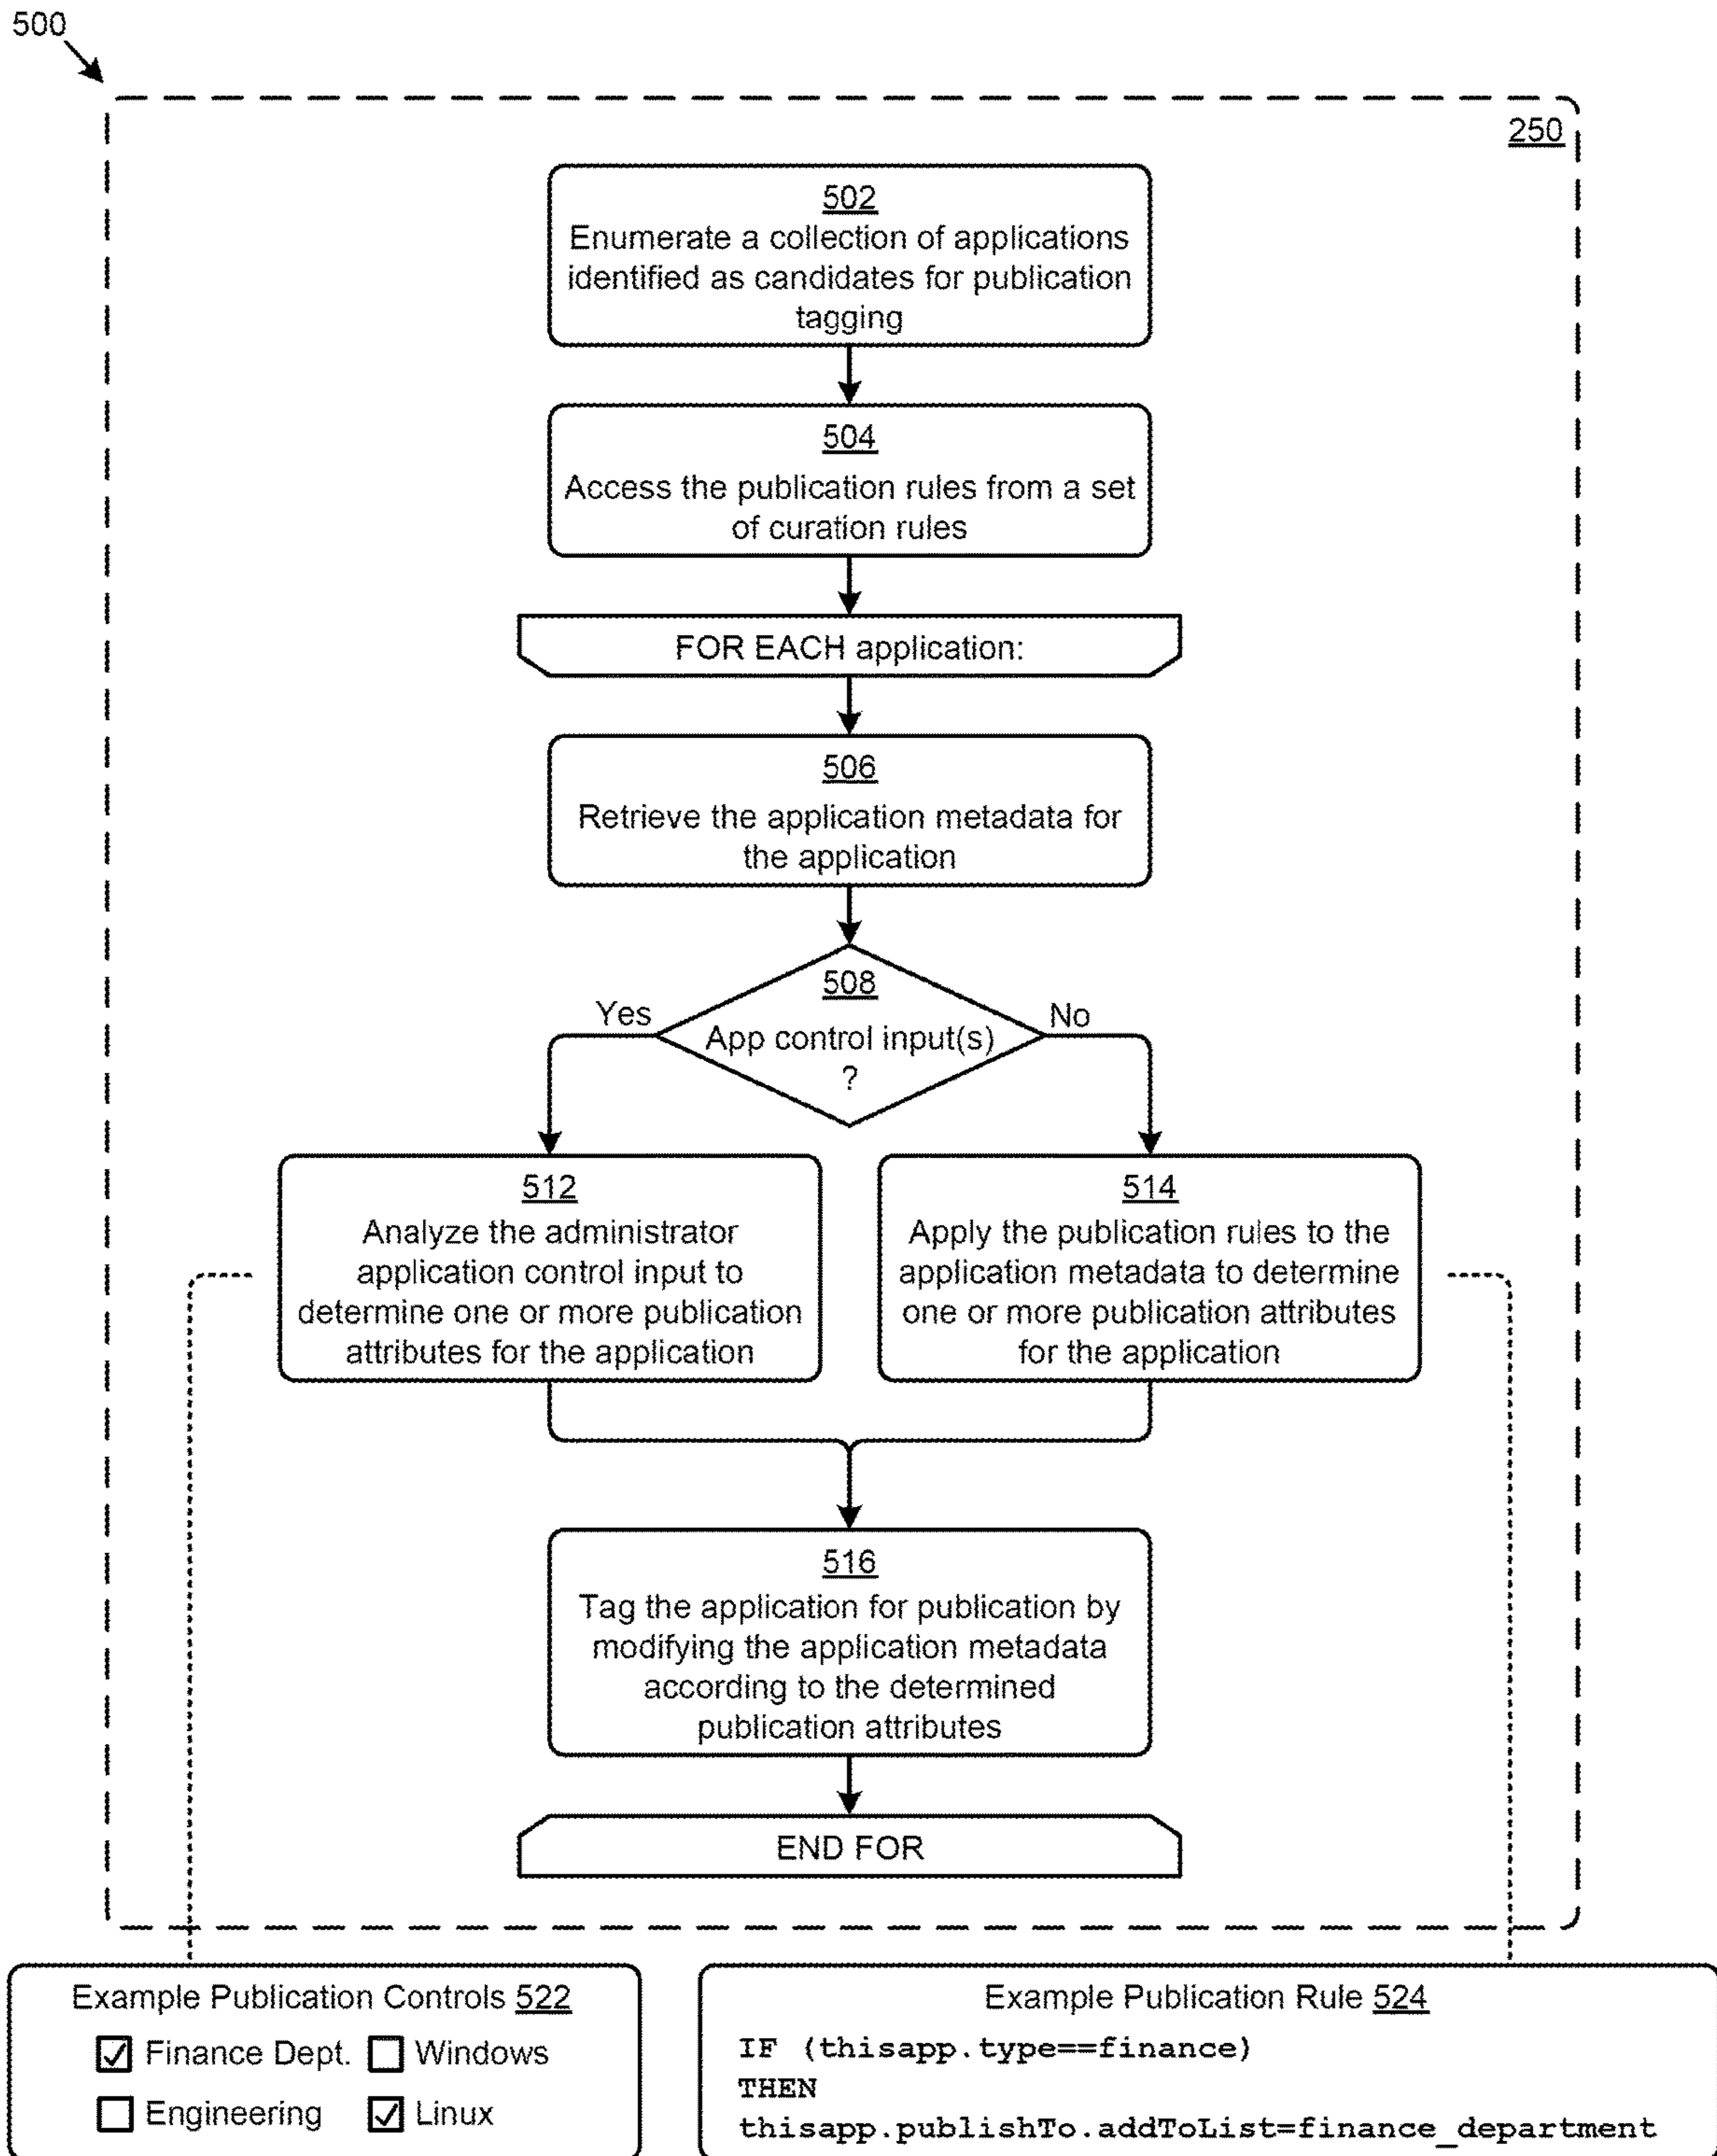 500
250
502
Enumerate a collection of applications
identified as candidates for publication
tagging
504
Access the publication rules from a set
of curation rules
FOR EACH application:
506
Retrieve the application metadata for
the application
508
App control input(s)
?
Yes
No
512
Analyze the administrator
application control input to
determine one or more publication
attributes for the application
514
Apply the publication rules to the
application metadata to determine
one or more publication attributes
for the application
516
Tag the application for publication by
modifying the application metadata
according to the determined
publication attributes
END FOR
Example Publication Controls 522
Finance Dept. Windows
Engineering Linux
Example Publication Rule 524
IF (thisapp.type==finance)
THEN
thisapp.publishTo.addToList=finance_department